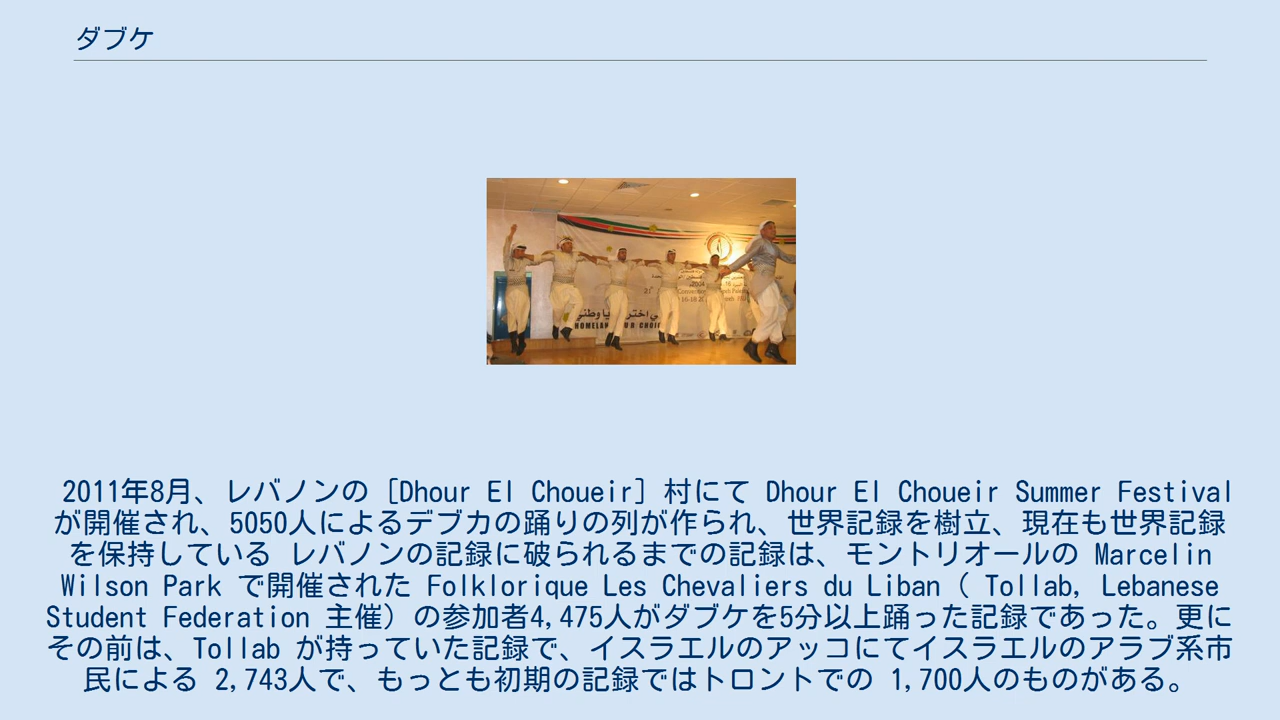 ダブケ
21
2004
Convention
16-18 20
HOMELAND
2011年8月、レバノンの [Dhour El Choueir] 村にて Dhour El Choueir Summer Festival
が開催され、5050人によるデブカの踊りの列が作られ、世界記録を樹立、現在も世界記録
を保持している レバノンの記録に破られるまでの記録は、モントリオールの Marcelin
Wilson Park で開催された Folklorique Les Chevaliers du Liban ( Tollab, Lebanese
Student Federation 主催) の参加者4,475人がダブケを5分以上踊った記録であった。更に
その前は、Tollab が持っていた記録で、イスラエルのアッコにてイスラエルのアラブ系市
民による 2,743人で、もっとも初期の記録ではトロントでの 1,700人のものがある。